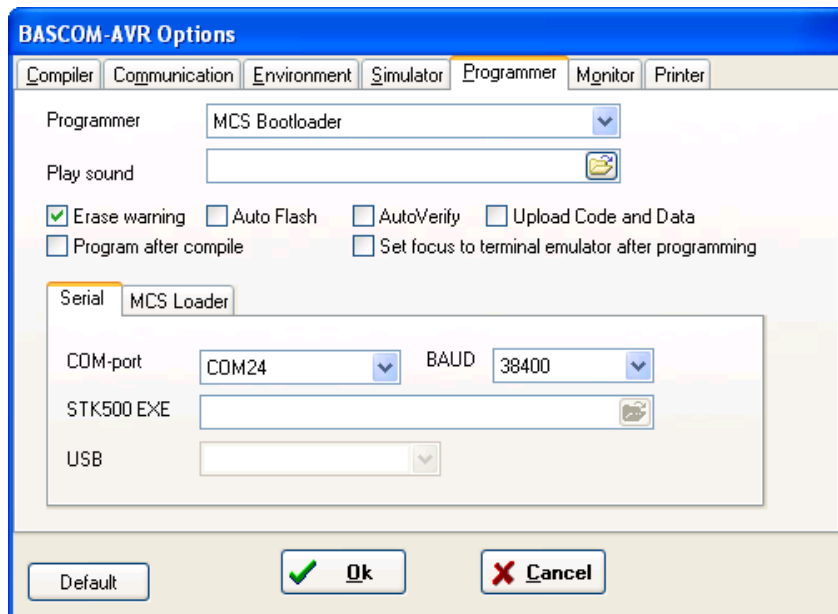 BASCOM-AVR Options
Compiler Communication Environment Simulator Programmer Monitor Printer
Programmer MCS Bootloader
Play sound
Erase warning Auto Flash AutoVerify Upload Code and Data
Program after compile Set focus to terminal emulator after programming
Serial MCS Loader
COM-port COM24 BAUD 38400
STK500 EXE
USB
Default Ok Cancel